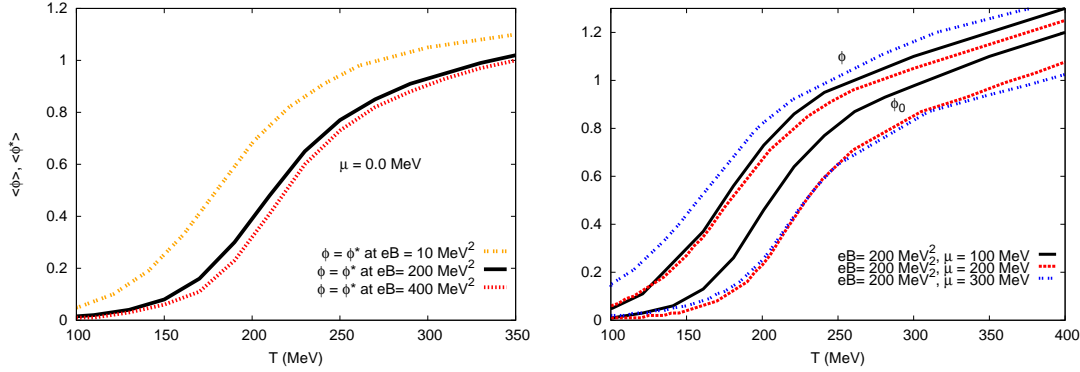 <ϕ>, <ϕ*>
1.2
1
0.8
0.6
0.4
0.2
0
100 150 200 250 300 350
T (MeV)
μ = 0.0 MeV
ϕ = ϕ* at eB = 10 MeV²
ϕ = ϕ* at eB= 200 MeV²
ϕ = ϕ* at eB= 400 MeV²
1.2
1
0.8
0.6
0.4
0.2
0
100 150 200 250 300 350 400
T (MeV)
ϕ
ϕ₀
eB= 200 MeV², μ = 100 MeV
eB= 200 MeV², μ = 200 MeV
eB= 200 MeV², μ = 300 MeV